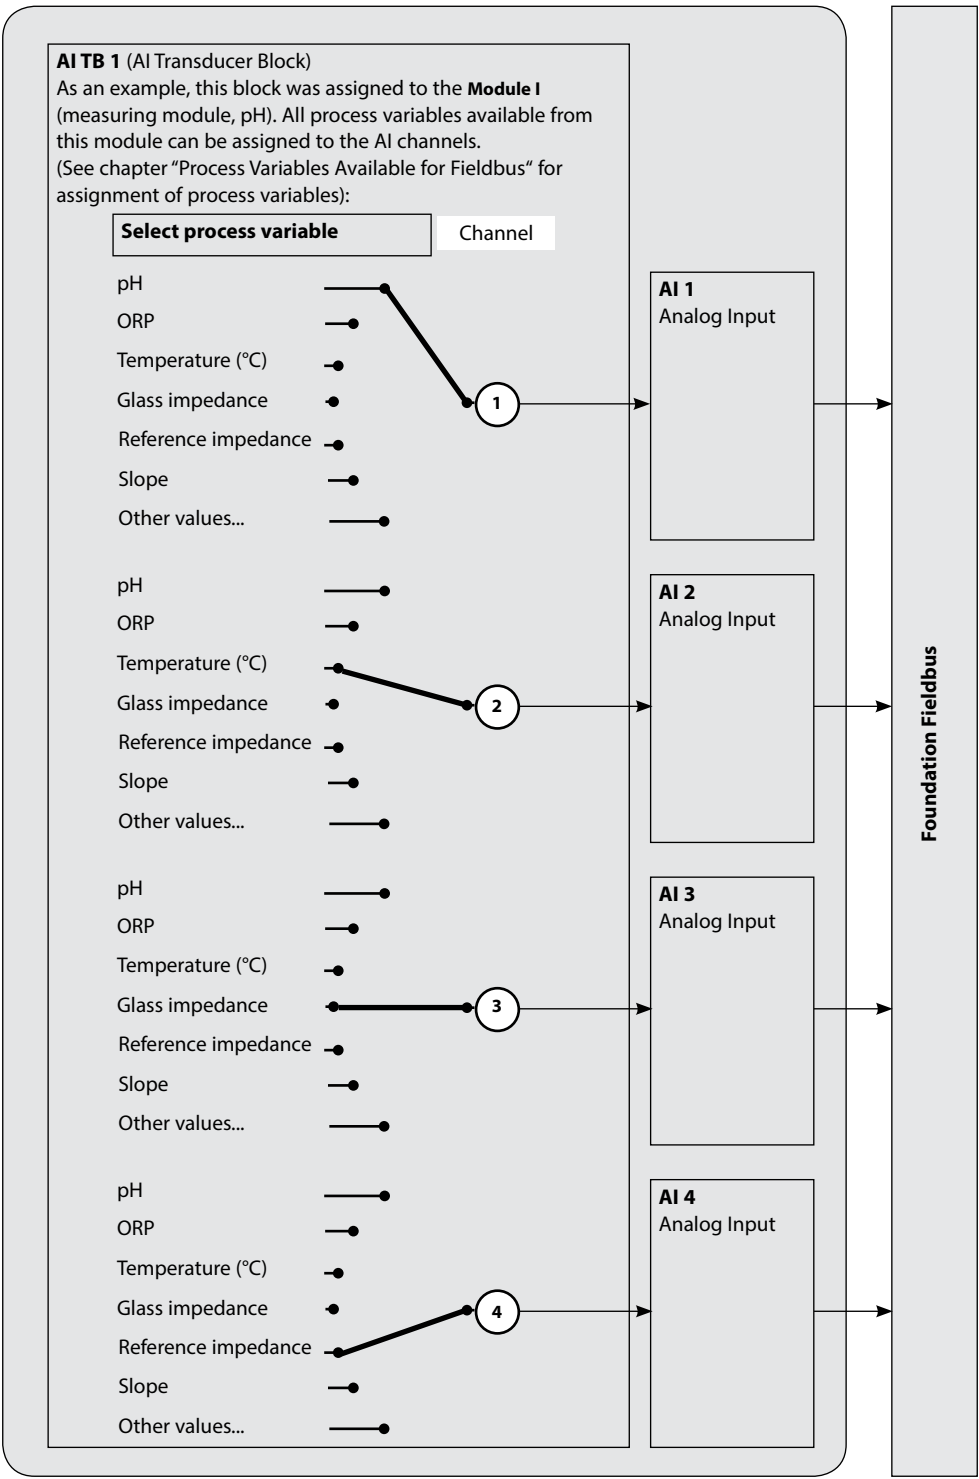 AI TB 1 (AI Transducer Block)
As an example, this block was assigned to the Module I
(measuring module, pH). All process variables available from
this module can be assigned to the AI channels.
(See chapter “Process Variables Available for Fieldbus“ for
assignment of process variables):
Select process variable
Channel
pH
ORP
Temperature (°C)
Glass impedance
Reference impedance
Slope
Other values...
1
AI 1
Analog Input
pH
ORP
Temperature (°C)
Glass impedance
Reference impedance
Slope
Other values...
2
AI 2
Analog Input
pH
ORP
Temperature (°C)
Glass impedance
Reference impedance
Slope
Other values...
3
AI 3
Analog Input
pH
ORP
Temperature (°C)
Glass impedance
Reference impedance
Slope
Other values...
4
AI 4
Analog Input
Foundation Fieldbus